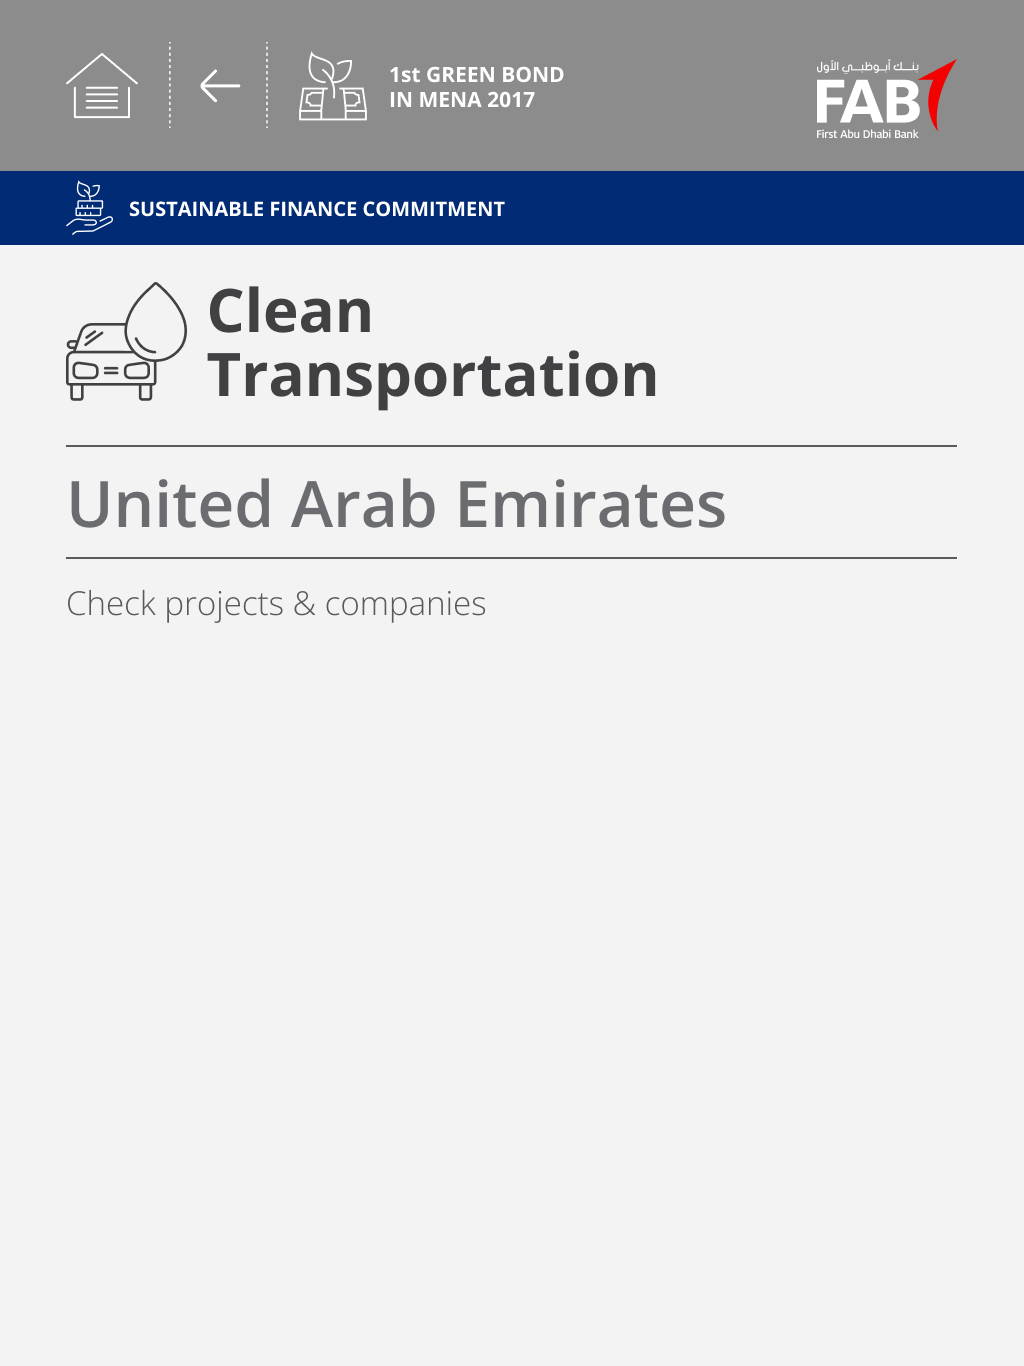 1st GREEN BOND
IN MENA 2017
بنك أبوظبي الأول
FAB
First Abu Dhabi Bank
SUSTAINABLE FINANCE COMMITMENT
Clean
Transportation
United Arab Emirates
Check projects & companies